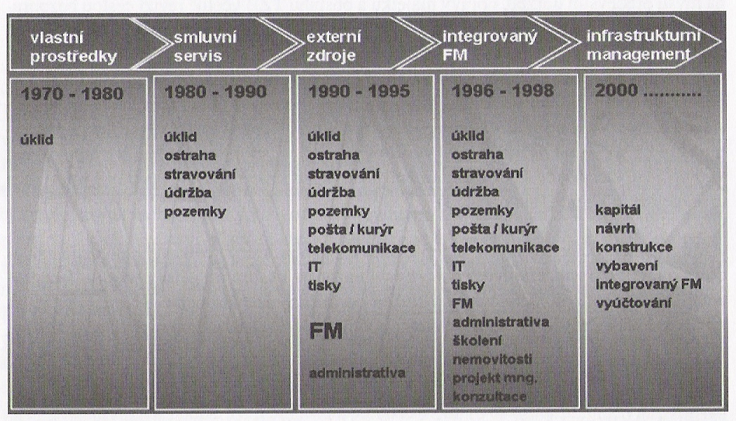 vlastní
prostředky
smluvní
servis
externí
zdroje
integrovaný
FM
infrastrukturní
management
1970 - 1980
úklid
1980 - 1990
úklid
ostraha
stravování
údržba
pozemky
1990 - 1995
úklid
ostraha
stravování
údržba
pozemky
pošta / kurýr
telekomunikace
IT
tisky
FM
administrativa
1996 - 1998
úklid
ostraha
stravování
údržba
pozemky
pošta / kurýr
telekomunikace
IT
tisky
FM
administrativa
školení
nemovitosti
projekt mng.
konzultace
2000 ...........
kapitál
návrh
konstrukce
vybavení
integrovaný FM
vyúčtování